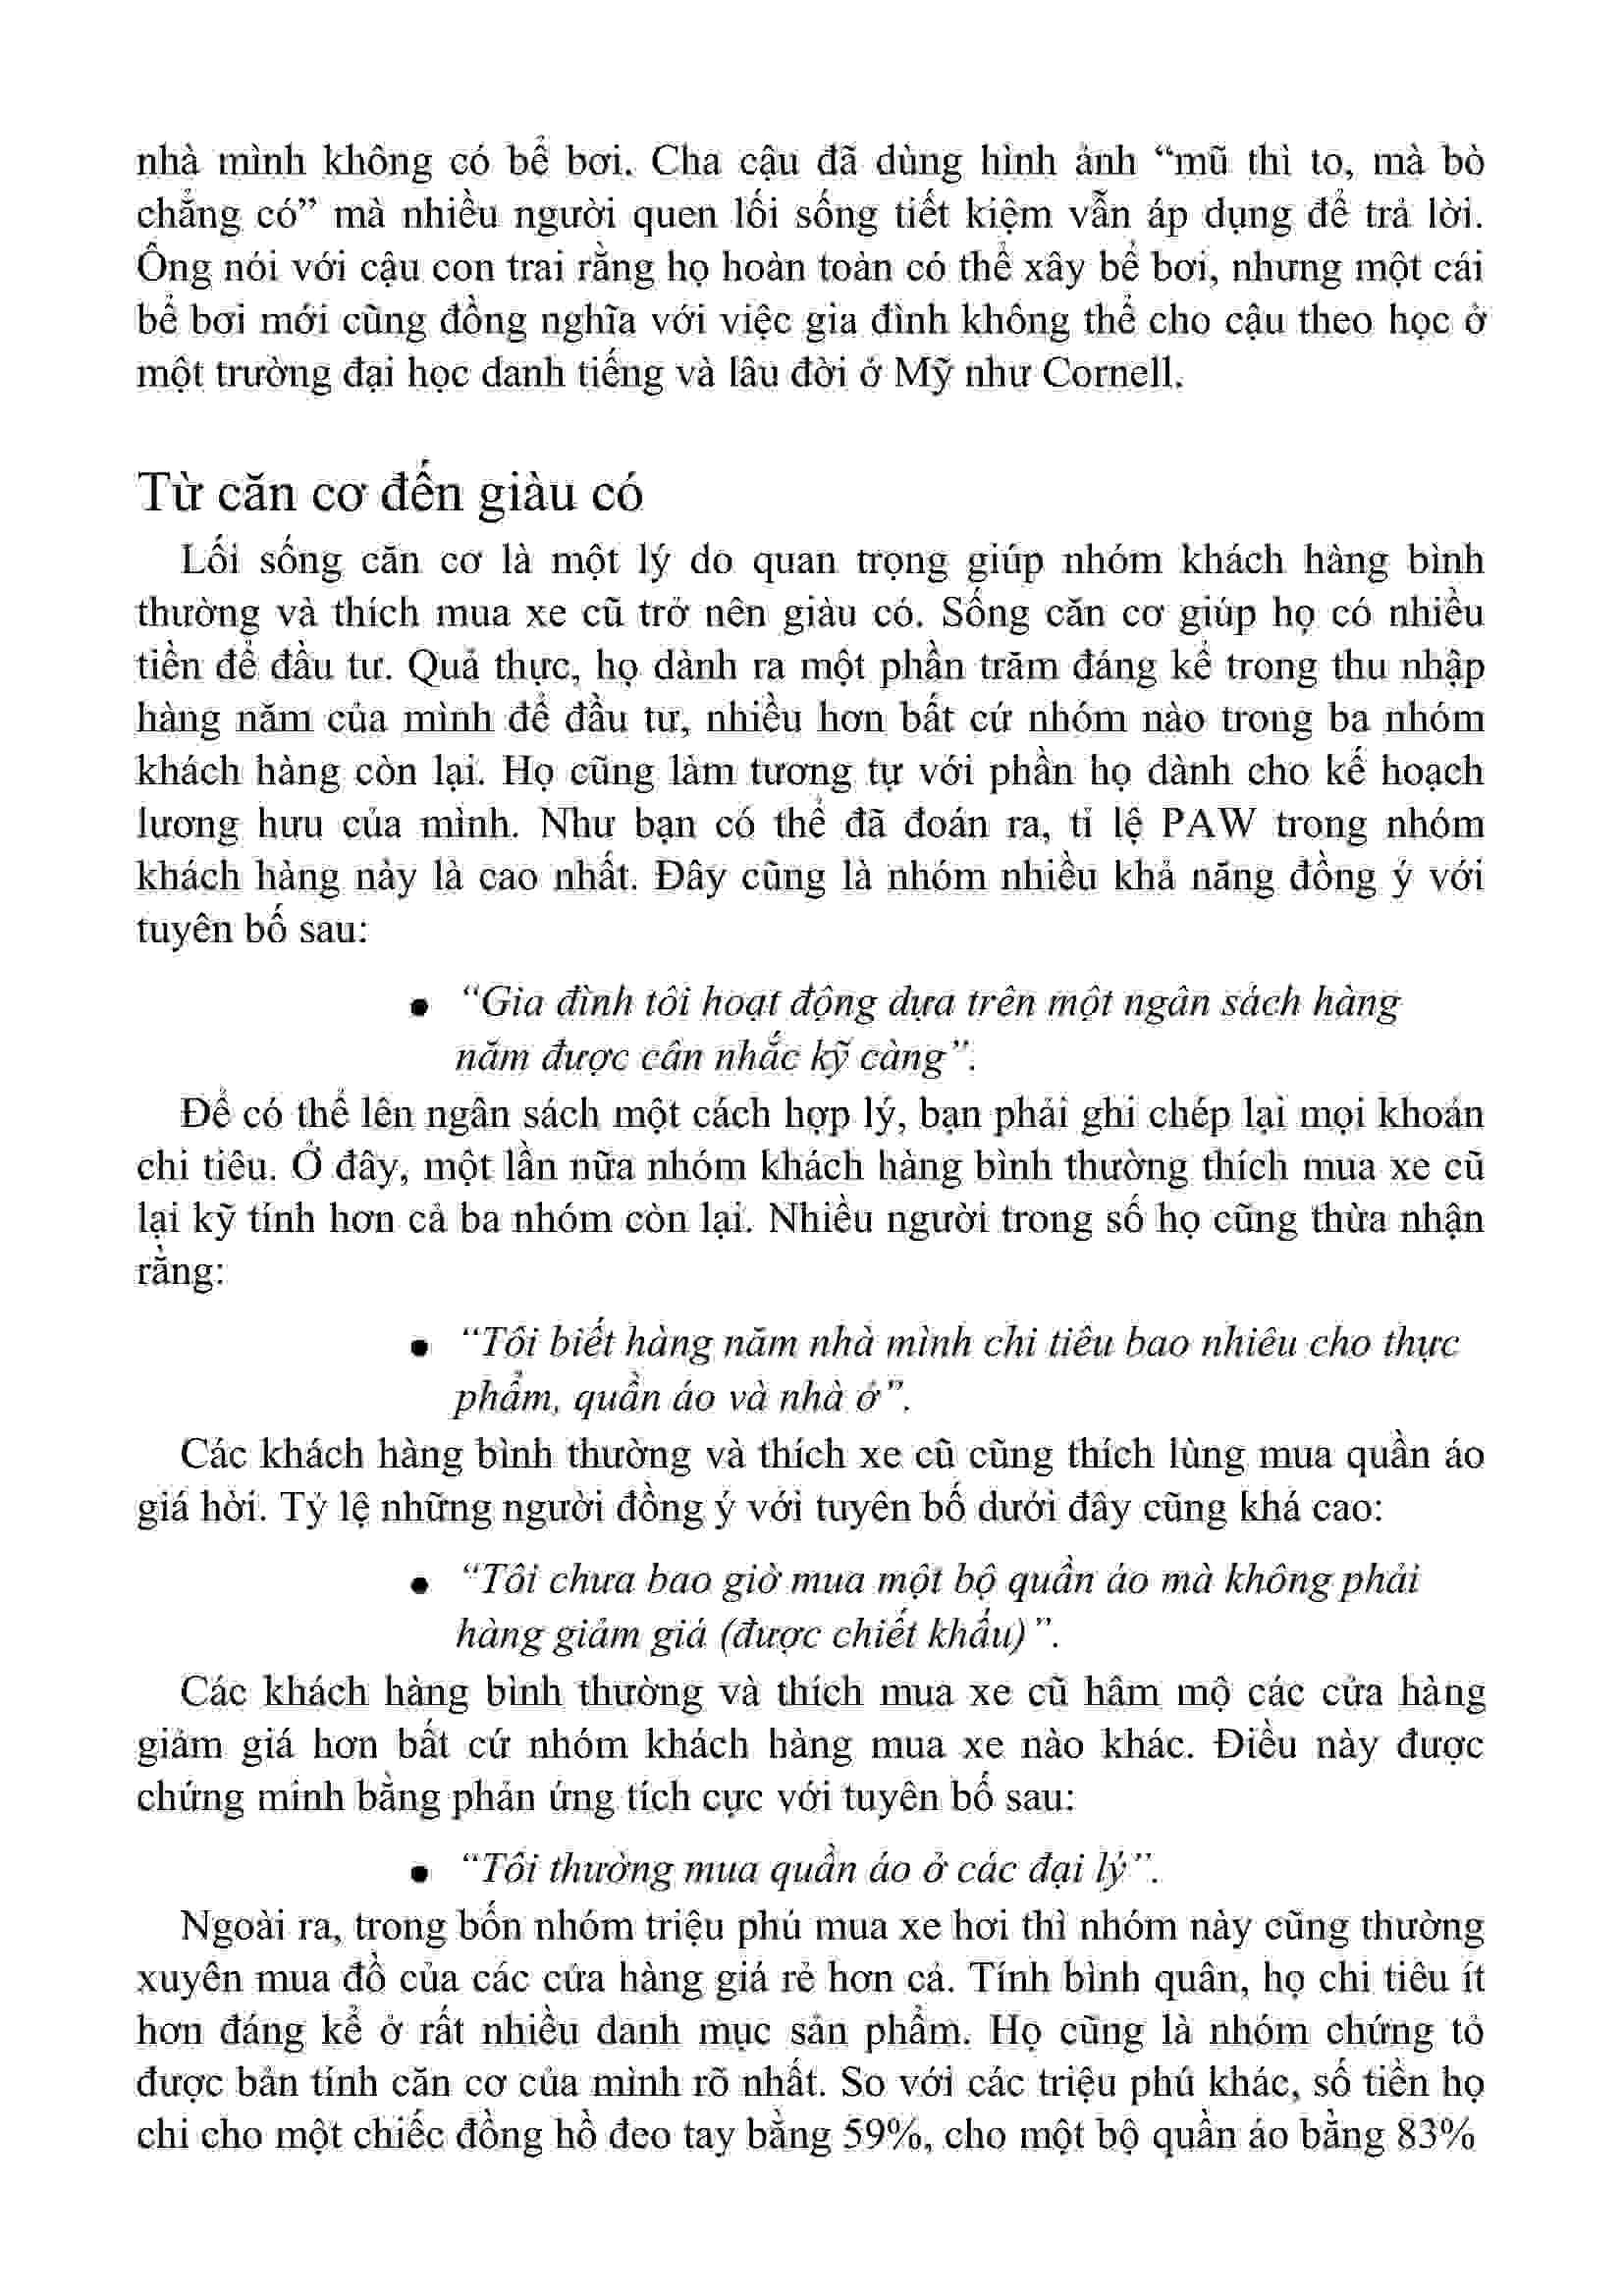 nhà mình không có bể bơi. Cha cậu đã dùng hình ảnh “mũ thì to, mà bò
chẳng có” mà nhiều người quen lối sống tiết kiệm vẫn áp dụng để trả lời.
Ông nói với cậu con trai rằng họ hoàn toàn có thể xây bể bơi, nhưng một cái
bể bơi mới cũng đồng nghĩa với việc gia đình không thể cho cậu theo học ở
một trường đại học danh tiếng và lâu đời ở Mỹ như Cornell.
Từ căn cơ đến giàu có
Lối sống căn cơ là một lý do quan trọng giúp nhóm khách hàng bình
thường và thích mua xe cũ trở nên giàu có. Sống căn cơ giúp họ có nhiều
tiền để đầu tư. Quả thực, họ dành ra một phần trăm đáng kể trong thu nhập
hàng năm của mình để đầu tư, nhiều hơn bất cứ nhóm nào trong ba nhóm
khách hàng còn lại. Họ cũng làm tương tự với phần họ dành cho kế hoạch
lương hưu của mình. Như bạn có thể đã đoán ra, tỉ lệ PAW trong nhóm
khách hàng này là cao nhất. Đây cũng là nhóm nhiều khả năng đồng ý với
tuyên bố sau:
● “Gia đình tôi hoạt động dựa trên một ngân sách hàng
năm được cân nhắc kỹ càng”.
Để có thể lên ngân sách một cách hợp lý, bạn phải ghi chép lại mọi khoản
chi tiêu. Ở đây, một lần nữa nhóm khách hàng bình thường thích mua xe cũ
lại kỹ tính hơn cả ba nhóm còn lại. Nhiều người trong số họ cũng thừa nhận
rằng:
● “Tôi biết hàng năm nhà mình chi tiêu bao nhiêu cho thực
phẩm, quần áo và nhà ở”.
Các khách hàng bình thường và thích xe cũ cũng thích lùng mua quần áo
giá hời. Tỷ lệ những người đồng ý với tuyên bố dưới đây cũng khá cao:
● “Tôi chưa bao giờ mua một bộ quần áo mà không phải
hàng giảm giá (được chiết khấu)”.
Các khách hàng bình thường và thích mua xe cũ hâm mộ các cửa hàng
giảm giá hơn bất cứ nhóm khách hàng mua xe nào khác. Điều này được
chứng minh bằng phản ứng tích cực với tuyên bố sau:
● “Tôi thường mua quần áo ở các đại lý”.
Ngoài ra, trong bốn nhóm triệu phú mua xe hơi thì nhóm này cũng thường
xuyên mua đồ của các cửa hàng giá rẻ hơn cả. Tính bình quân, họ chi tiêu ít
hơn đáng kể ở rất nhiều danh mục sản phẩm. Họ cũng là nhóm chứng tỏ
được bản tính căn cơ của mình rõ nhất. So với các triệu phú khác, số tiền họ
chi cho một chiếc đồng hồ đeo tay bằng 59%, cho một bộ quần áo bằng 83%